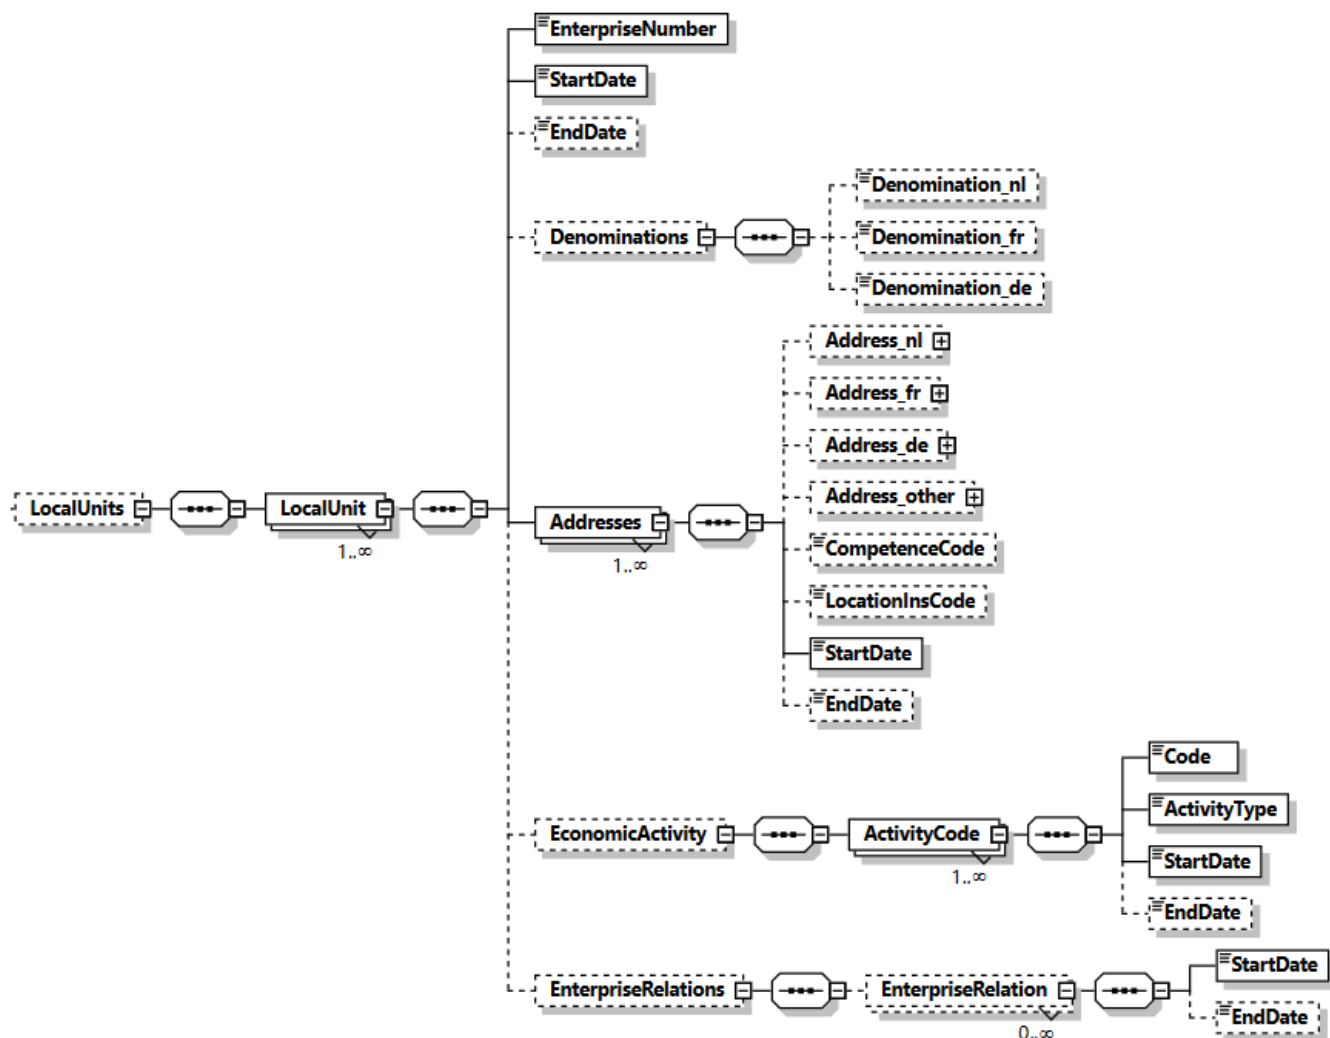 EnterpriseNumber
StartDate
EndDate
Denominations
Denomination_nl
Denomination_fr
Denomination_de
LocalUnits
LocalUnit
1..∞
Addresses
1..∞
Address_nl
Address_fr
Address_de
Address_other
CompetenceCode
LocationInsCode
StartDate
EndDate
EconomicActivity
ActivityCode
1..∞
Code
ActivityType
StartDate
EndDate
EnterpriseRelations
EnterpriseRelation
0..∞
StartDate
EndDate